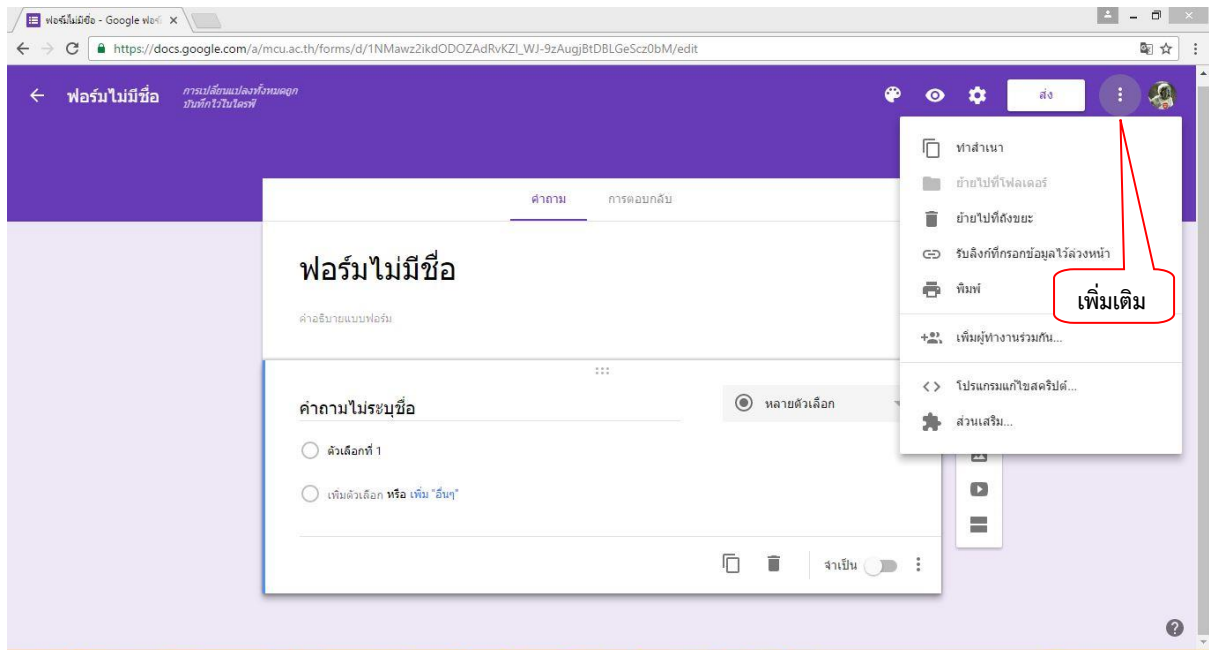 ฟอร์มไม่มีชื่อ - Google ฟอร์
https://docs.google.com/a/mcu.ac.th/forms/d/1NMawz2ikdODOZAdRvKZI_WJ-9zAugjBtDBLGeScz0bM/edit
ฟอร์มไม่มีชื่อ
การเปลี่ยนแปลงทั้งหมดถูก
บันทึกไว้ในไดรฟ์
ส่ง
ทำสำเนา
ย้ายไปที่โฟลเดอร์
ย้ายไปที่ถังขยะ
รับลิงก์ที่กรอกข้อมูลไว้ล่วงหน้า
พิมพ์
เพิ่มเติม
เพิ่มผู้ทำงานร่วมกัน...
โปรแกรมแก้ไขสคริปต์...
ส่วนเสริม...
คำถาม การตอบกลับ
ฟอร์มไม่มีชื่อ
คำอธิบายแบบฟอร์ม
คำถามไม่ระบุชื่อ
หลายตัวเลือก
ตัวเลือกที่ 1
เพิ่มตัวเลือก หรือ เพิ่ม "อื่นๆ"
จำเป็น